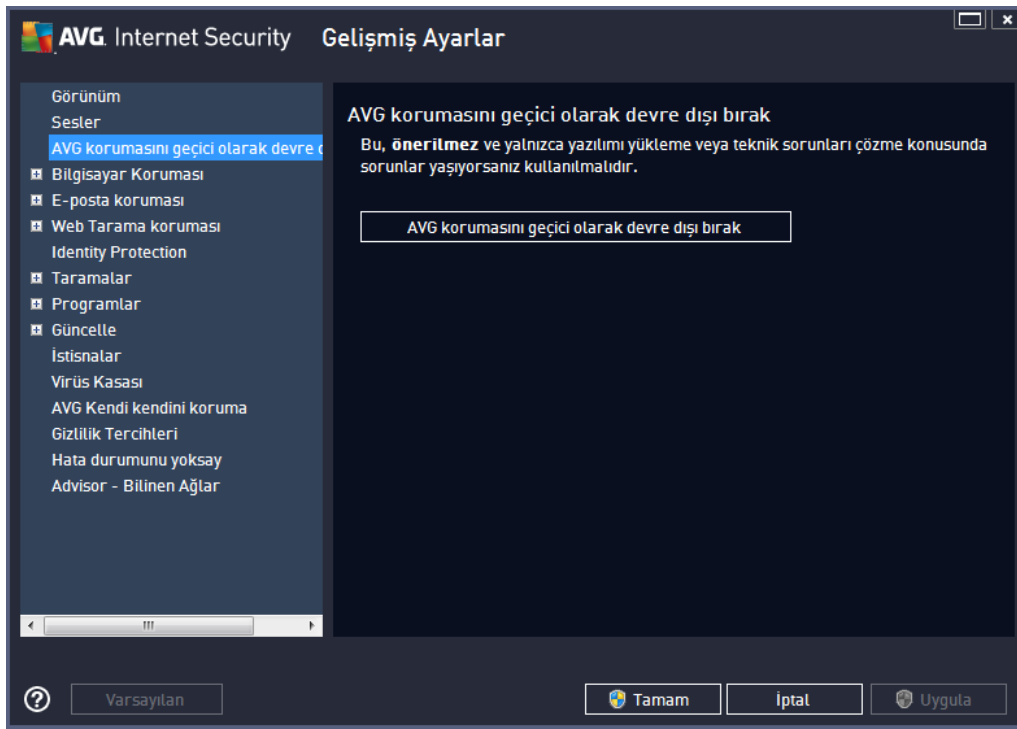 AVG. Internet Security Gelişmiş Ayarlar
Görünüm
Sesler
AVG korumasını geçici olarak devre
Bilgisayar Koruması
E-posta koruması
Web Tarama koruması
Identity Protection
Taramalar
Programlar
Güncelle
İstisnalar
Virüs Kasası
AVG Kendi kendini koruma
Gizlilik Tercihleri
Hata durumunu yoksay
Advisor - Bilinen Ağlar
AVG korumasını geçici olarak devre dışı bırak
Bu, önerilmez ve yalnızca yazılımı yükleme veya teknik sorunları çözme konusunda
sorunlar yaşıyorsanız kullanılmalıdır.
AVG korumasını geçici olarak devre dışı bırak
Varsayılan
Tamam
İptal
Uygula